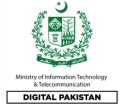 Ministry of Information Technology
& Telecommunication
DIGITAL PAKISTAN